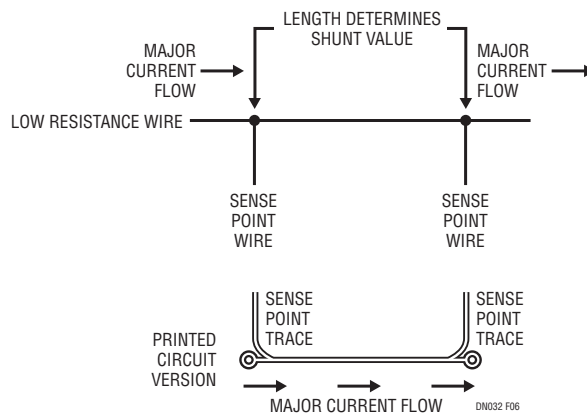 LENGTH DETERMINES
SHUNT VALUE
MAJOR
CURRENT
FLOW
MAJOR
CURRENT
FLOW
LOW RESISTANCE WIRE
SENSE
POINT
WIRE
SENSE
POINT
WIRE
SENSE
POINT
TRACE
SENSE
POINT
TRACE
PRINTED
CIRCUIT
VERSION
MAJOR CURRENT FLOW
DN032 F06